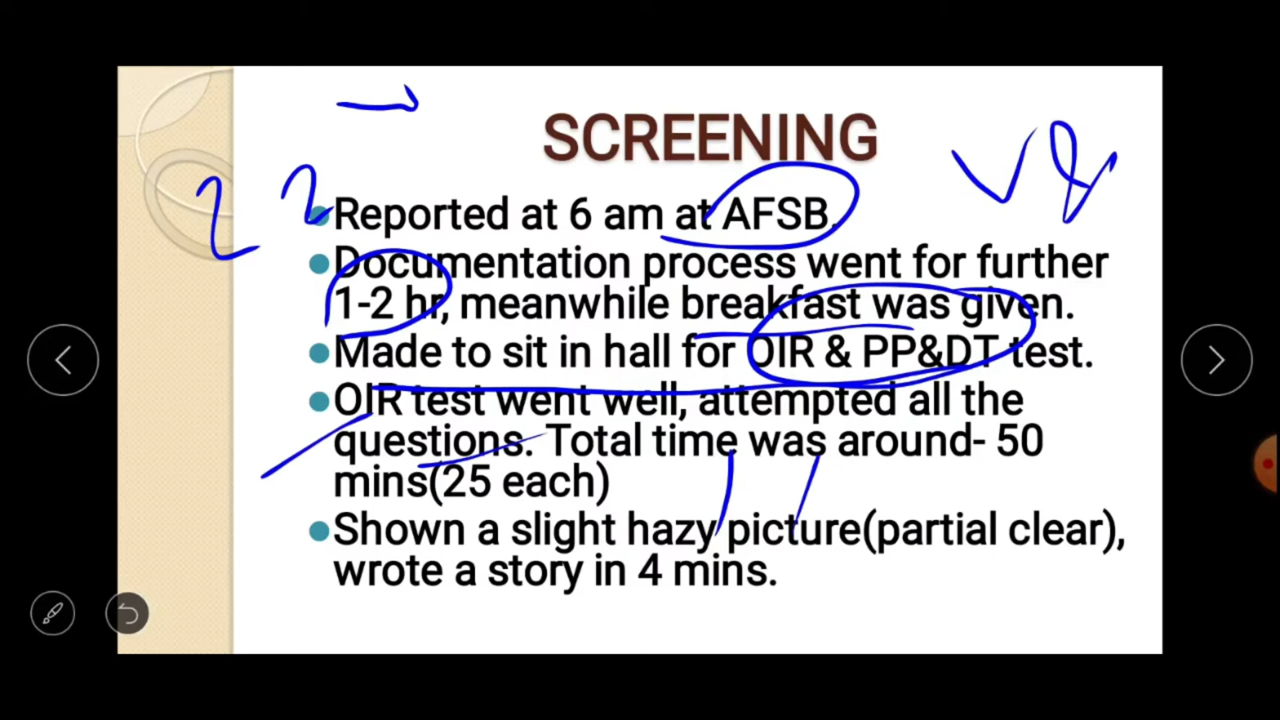 SCREENING
Reported at 6 am at AFSB.
Documentation process went for further
1-2 hr, meanwhile breakfast was given.
Made to sit in hall for OIR & PP&DT test.
OIR test went well, attempted all the
questions. Total time was around- 50
mins(25 each)
Shown a slight hazy picture(partial clear),
wrote a story in 4 mins.